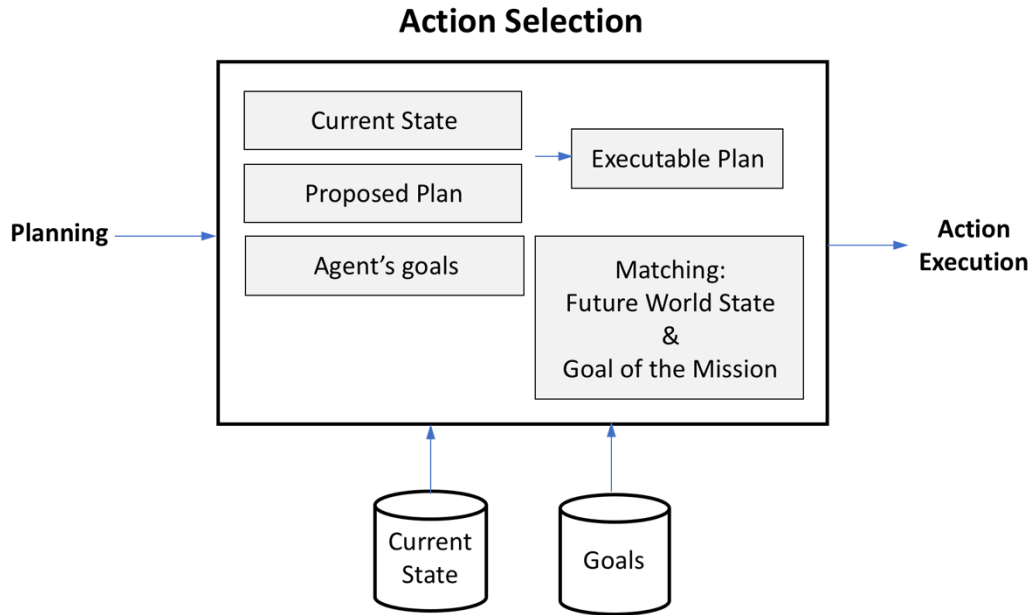 Action Selection
Current State
Executable Plan
Proposed Plan
Planning
Agent's goals
Matching:
Future World State
&
Goal of the Mission
Action
Execution
Current
State
Goals